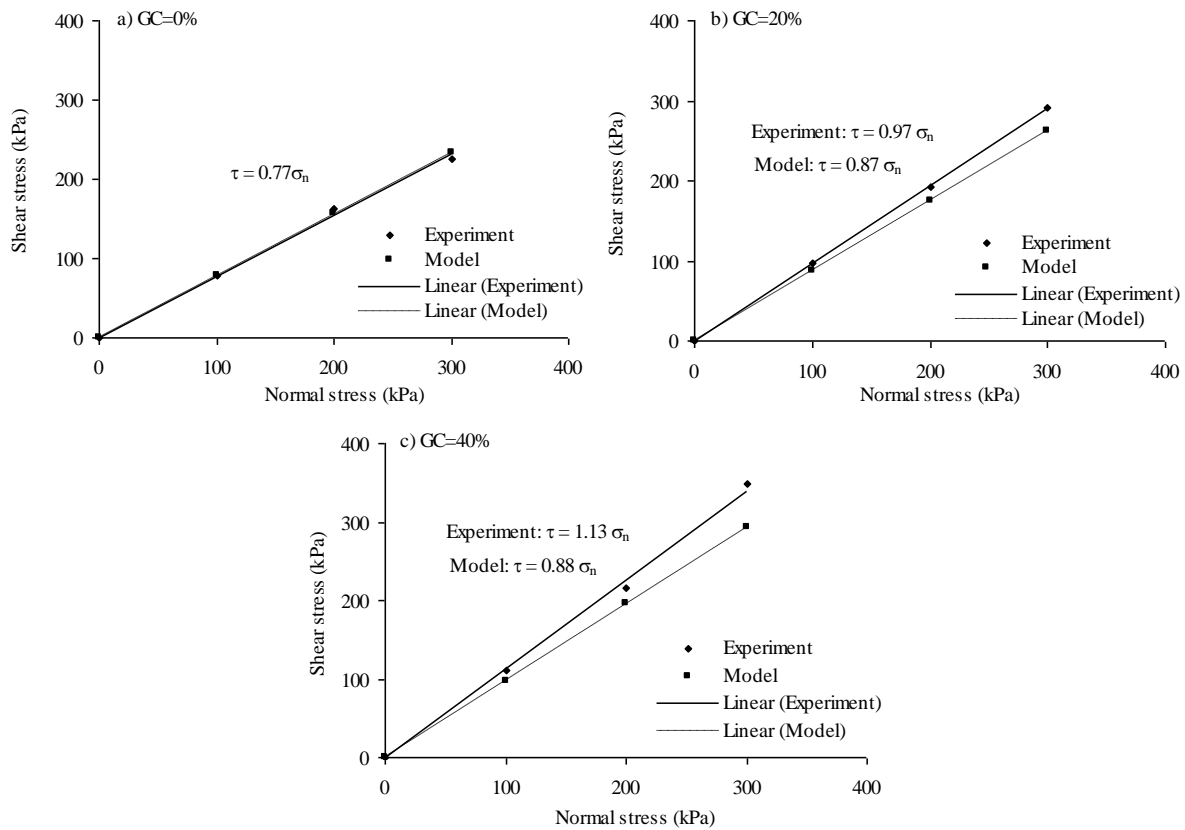 a) GC=0%
400
300
200
100
0
Shear stress (kPa)
τ = 0.77σn
Experiment
Model
Linear (Experiment)
Linear (Model)
0 100 200 300 400
Normal stress (kPa)
b) GC=20%
400
300
200
100
0
Shear stress (kPa)
Experiment: τ = 0.97 σn
Model: τ = 0.87 σn
Experiment
Model
Linear (Experiment)
Linear (Model)
0 100 200 300 400
Normal stress (kPa)
c) GC=40%
400
300
200
100
0
Shear stress (kPa)
Experiment: τ = 1.13 σn
Model: τ = 0.88 σn
Experiment
Model
Linear (Experiment)
Linear (Model)
0 100 200 300 400
Normal stress (kPa)